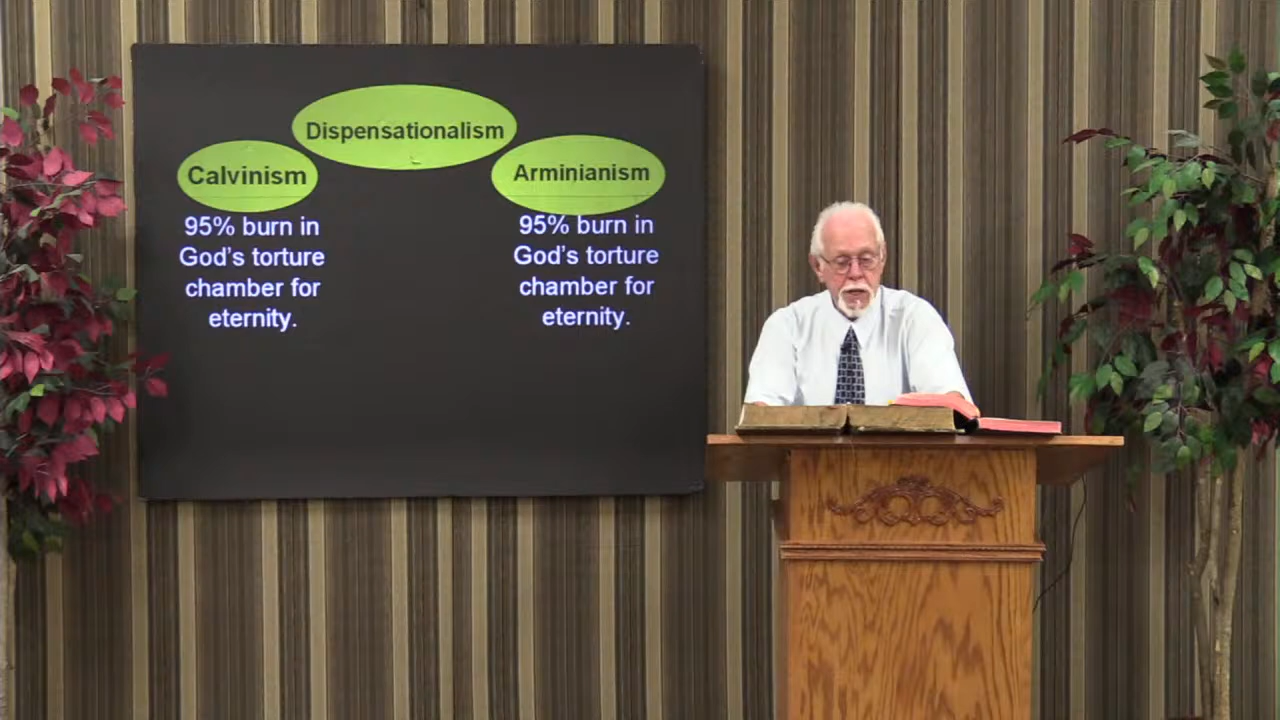 Dispensationalism
Calvinism
95% burn in
God's torture
chamber for
eternity.
Arminianism
95% burn in
God's torture
chamber for
eternity.